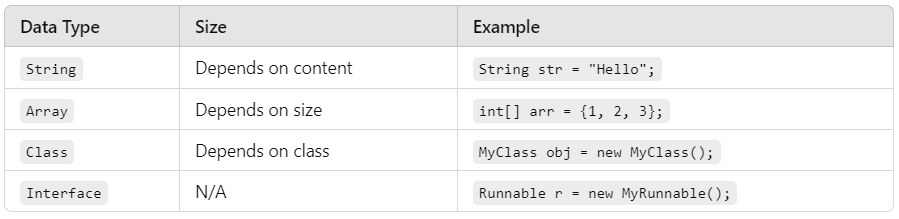 Data Type Size Example
String Depends on content String str = "Hello";
Array Depends on size int[] arr = {1, 2, 3};
Class Depends on class MyClass obj = new MyClass();
Interface N/A Runnable r = new MyRunnable();